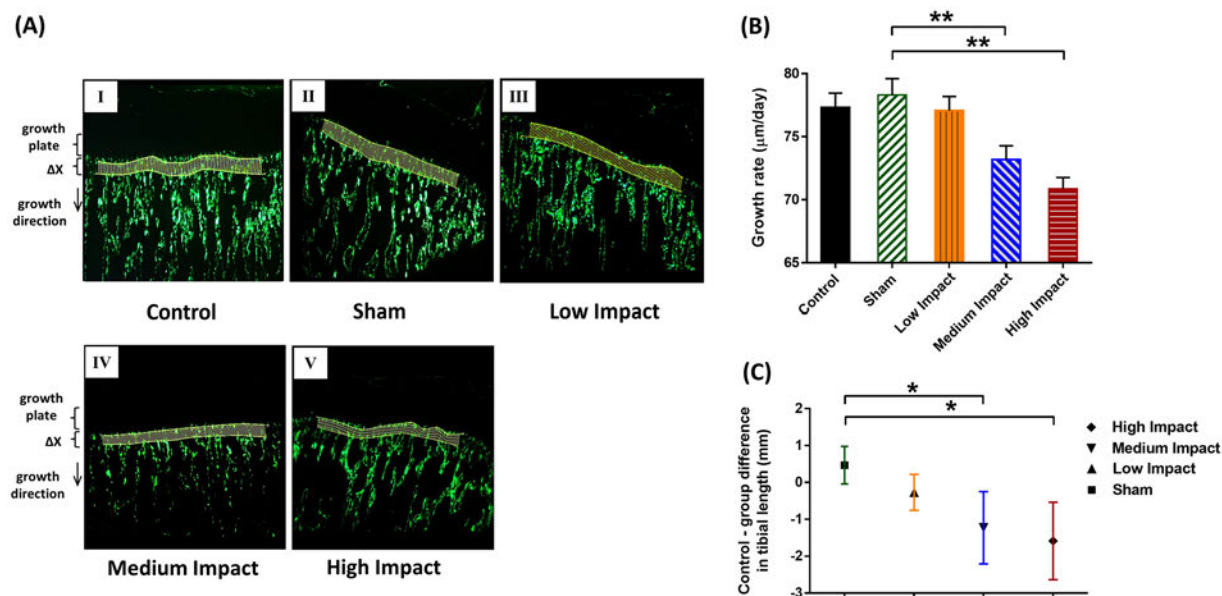 (A)
I
II
III
growth
plate
ΔX
growth
direction
Control
Sham
Low Impact
IV
V
growth
plate
ΔX
growth
direction
Medium Impact
High Impact
(B)
**
**
Growth rate (μm/day)
80
75
70
65
Control
Sham
Low Impact
Medium Impact
High Impact
(C)
*
*
Control - group difference
in tibial length (mm)
2
1
0
-1
-2
-3
High Impact
Medium Impact
Low Impact
Sham